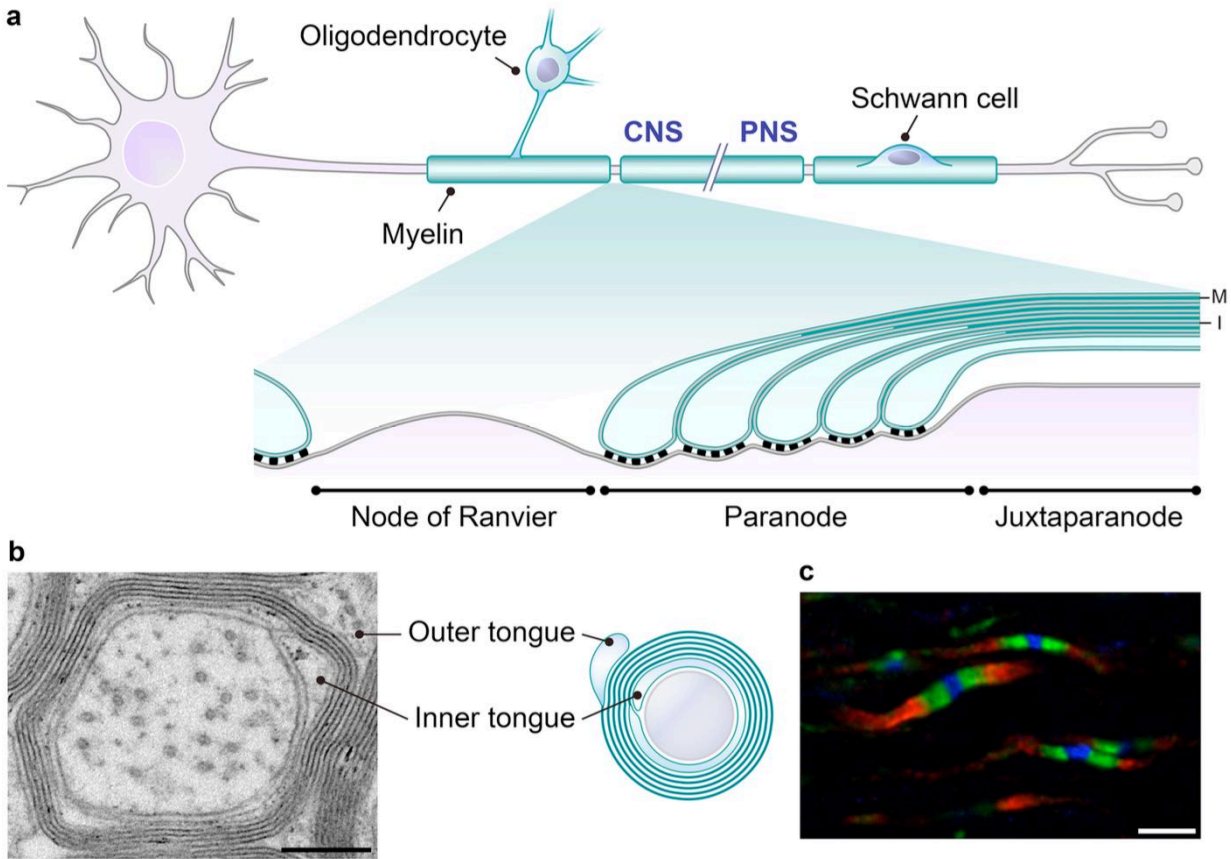 a
Oligodendrocyte
Schwann cell
CNS
PNS
Myelin
M
I
Node of Ranvier
Paranode
Juxtaparanode
b
Outer tongue
Inner tongue
c